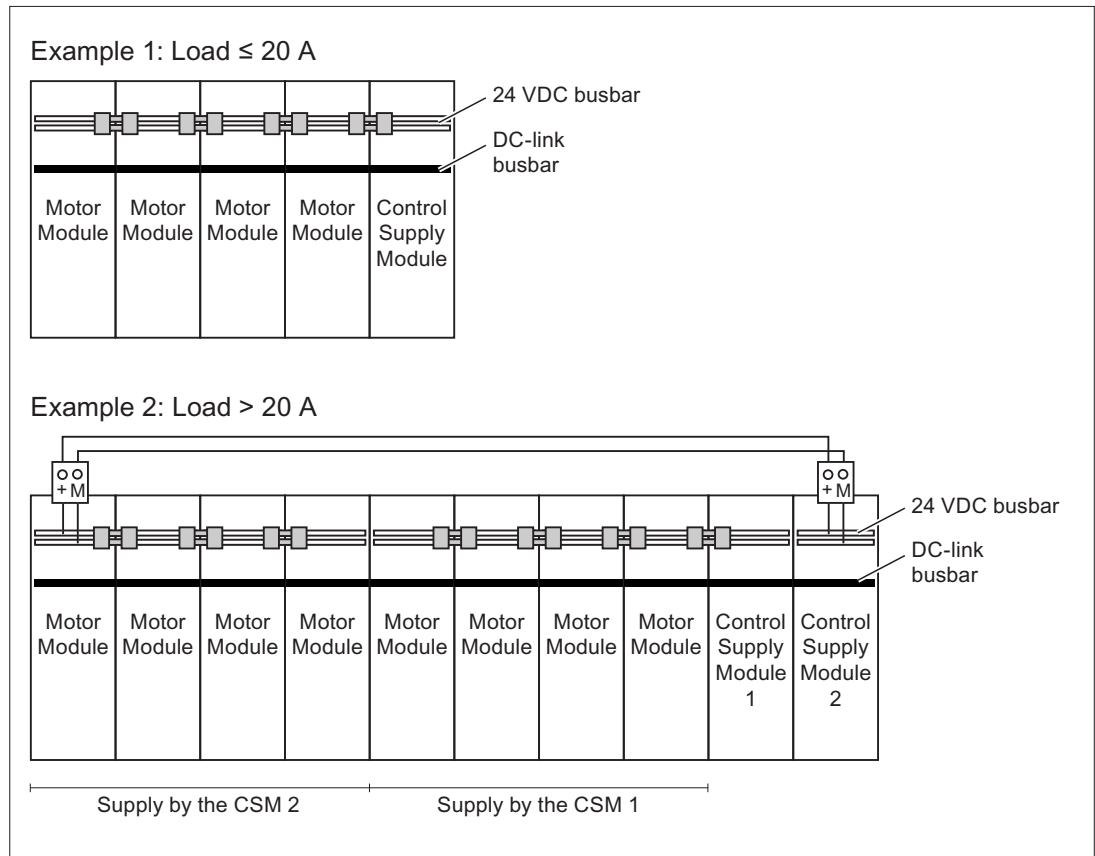 Example 1: Load ≤ 20 A
24 VDC busbar
DC-link
busbar
Motor
Module
Motor
Module
Motor
Module
Motor
Module
Control
Supply
Module
Example 2: Load > 20 A
+ M
+ M
24 VDC busbar
DC-link
busbar
Motor
Module
Motor
Module
Motor
Module
Motor
Module
Motor
Module
Motor
Module
Motor
Module
Motor
Module
Control
Supply
Module
1
Control
Supply
Module
2
Supply by the CSM 2
Supply by the CSM 1